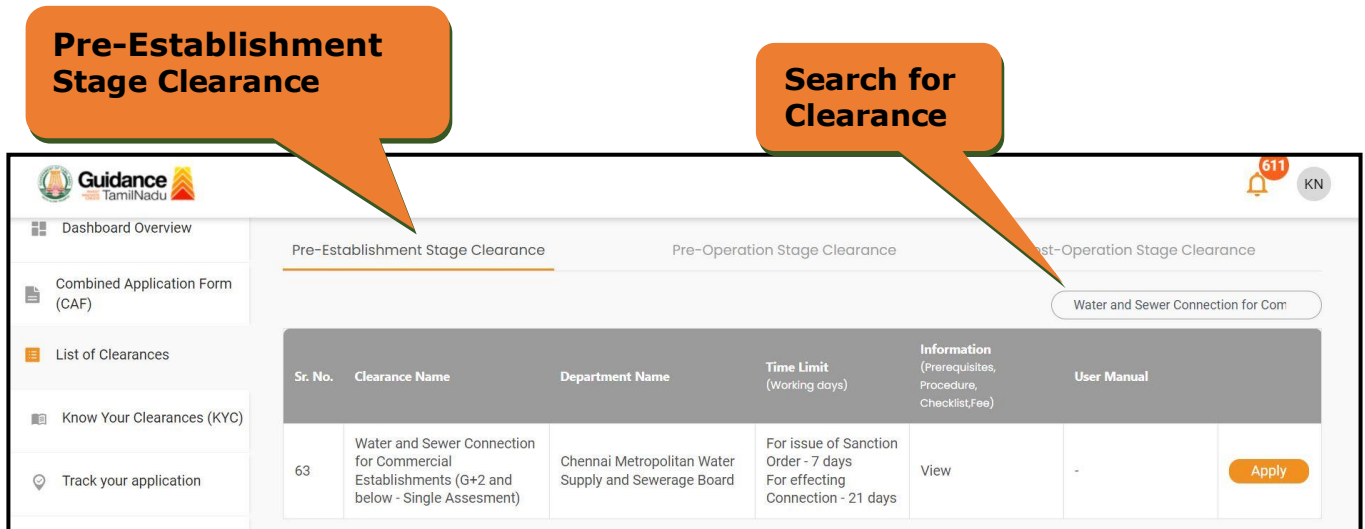 Pre-Establishment
Stage Clearance
Search for
Clearance
Guidance
TamilNadu
611
KN
Dashboard Overview
Combined Application Form
(CAF)
List of Clearances
Know Your Clearances (KYC)
Track your application
Pre-Establishment Stage Clearance
Pre-Operation Stage Clearance
st-Operation Stage Clearance
Water and Sewer Connection for Com
Sr. No.
Clearance Name
Department Name
Time Limit
(Working days)
Information
(Prerequisites,
Procedure,
Checklist,Fee)
User Manual
63
Water and Sewer Connection
for Commercial
Establishments (G+2 and
below - Single Assesment)
Chennai Metropolitan Water
Supply and Sewerage Board
For issue of Sanction
Order - 7 days
For effecting
Connection - 21 days
View
-
Apply